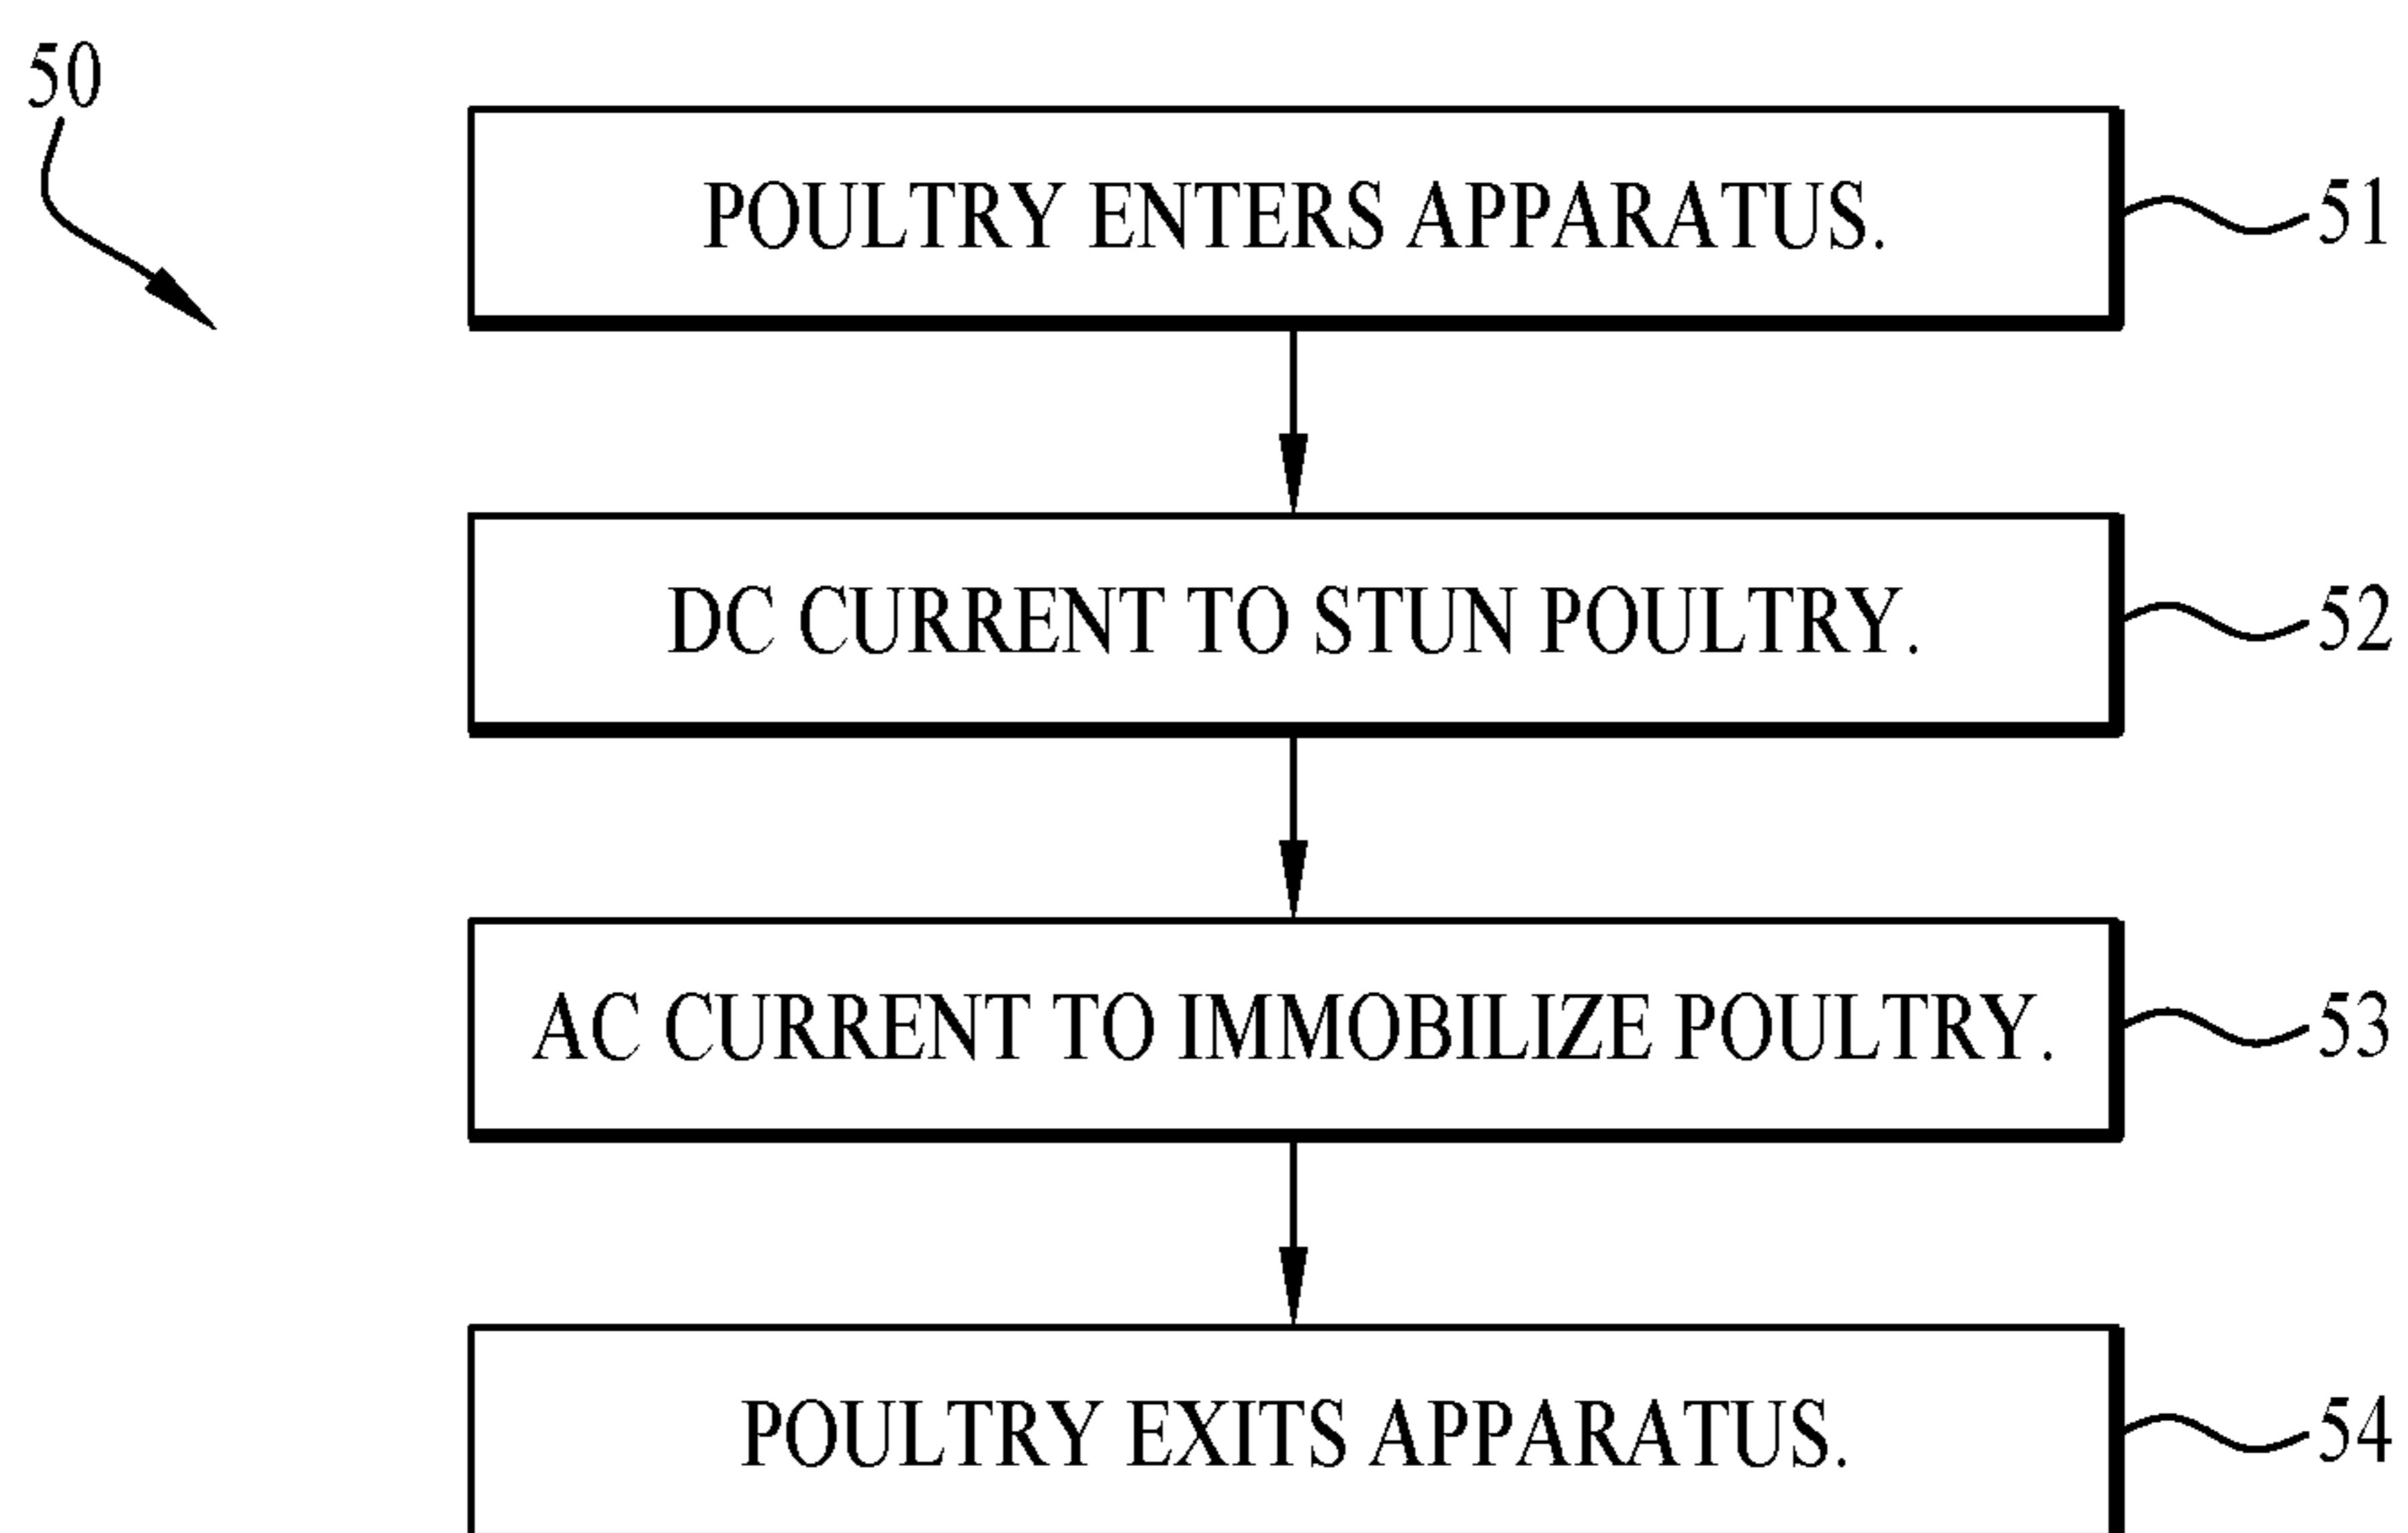 50
POULTRY ENTERS APPARATUS.
51
DC CURRENT TO STUN POULTRY.
52
AC CURRENT TO IMMOBILIZE POULTRY.
53
POULTRY EXITS APPARATUS.
54